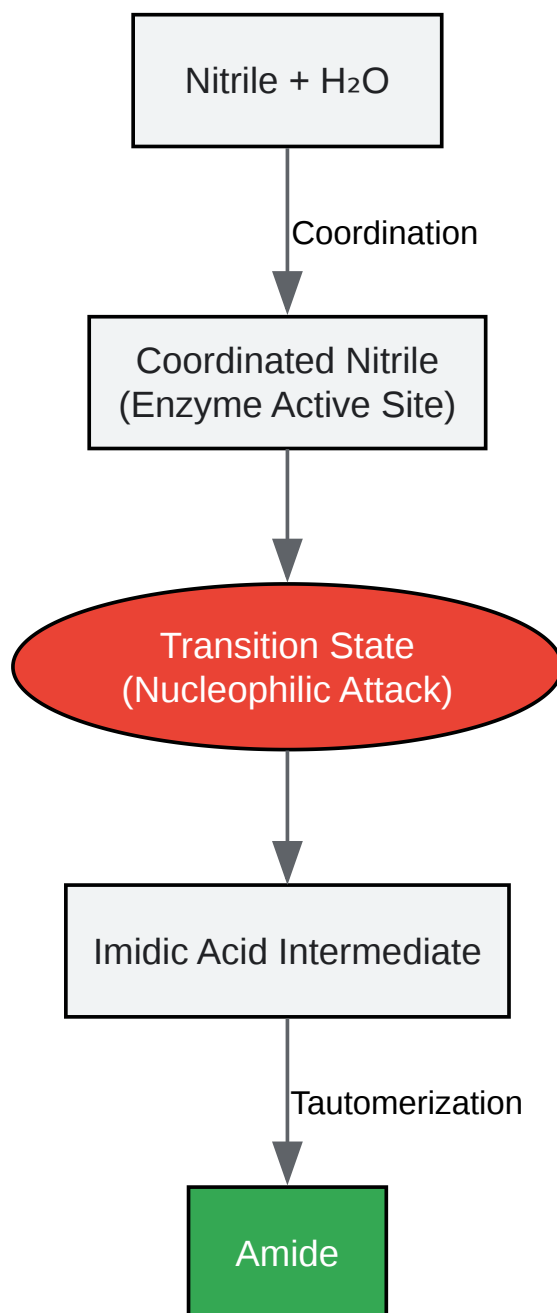 Nitrile + H₂O
Coordination
Coordinated Nitrile
(Enzyme Active Site)
Transition State
(Nucleophilic Attack)
Imidic Acid Intermediate
Tautomerization
Amide